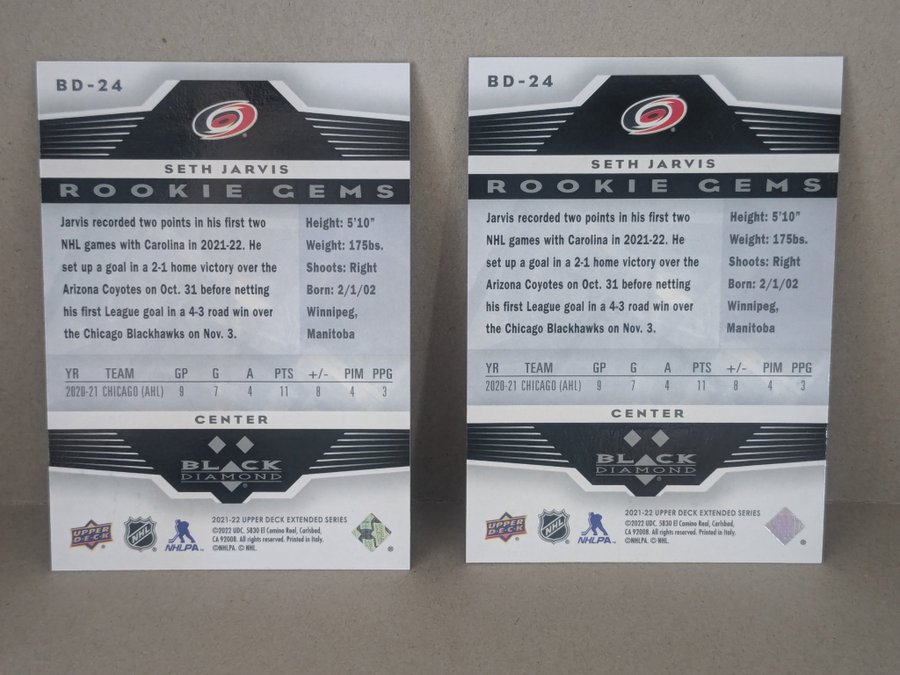 BD-24
SETH JARVIS
ROOKIE GEMS
Jarvis recorded two points in his first two
NHL games with Carolina in 2021-22. He
set up a goal in a 2-1 home victory over the
Arizona Coyotes on Oct. 31 before netting
his first League goal in a 4-3 road win over
the Chicago Blackhawks on Nov. 3.
Height: 5'10"
Weight: 175bs.
Shoots: Right
Born: 2/1/02
Winnipeg,
Manitoba
YR TEAM GP G A PTS +/- PIM PPG
2020-21 CHICAGO (AHL) 9 7 4 11 8 4 3
CENTER
BLACK
DIAMOND
UPPER
DECK
NHL
NHLPA
2021-22 UPPER DECK EXTENDED SERIES
©2022 UDC. 5830 El Camino Real, Carlsbad,
CA 92008. All rights reserved. Printed in Italy.
©NHLPA. © NHL.
®
BD-24
SETH JARVIS
ROOKIE GEMS
Jarvis recorded two points in his first two
NHL games with Carolina in 2021-22. He
set up a goal in a 2-1 home victory over the
Arizona Coyotes on Oct. 31 before netting
his first League goal in a 4-3 road win over
the Chicago Blackhawks on Nov. 3.
Height: 5'10"
Weight: 175bs.
Shoots: Right
Born: 2/1/02
Winnipeg,
Manitoba
YR TEAM GP G A PTS +/- PIM PPG
2020-21 CHICAGO (AHL) 9 7 4 11 8 4 3
CENTER
BLACK
DIAMOND
UPPER
DECK
NHL
NHLPA
2021-22 UPPER DECK EXTENDED SERIES
©2022 UDC. 5830 El Camino Real, Carlsbad,
CA 92008. All rights reserved. Printed in Italy.
©NHLPA. © NHL.
®